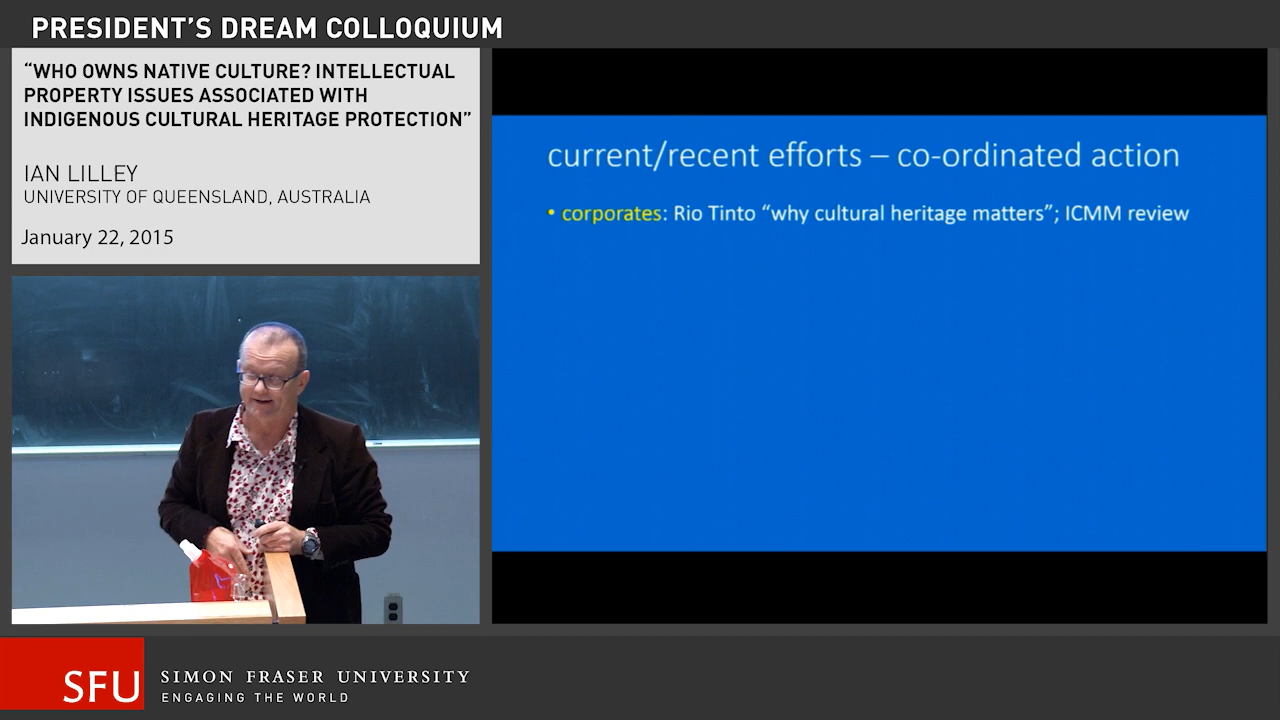 PRESIDENT’S DREAM COLLOQUIUM
“WHO OWNS NATIVE CULTURE? INTELLECTUAL
PROPERTY ISSUES ASSOCIATED WITH
INDIGENOUS CULTURAL HERITAGE PROTECTION”
IAN LILLEY
UNIVERSITY OF QUEENSLAND, AUSTRALIA
January 22, 2015
current/recent efforts – co-ordinated action
• corporates: Rio Tinto “why cultural heritage matters”; ICMM review
SFU
SIMON FRASER UNIVERSITY
ENGAGING THE WORLD